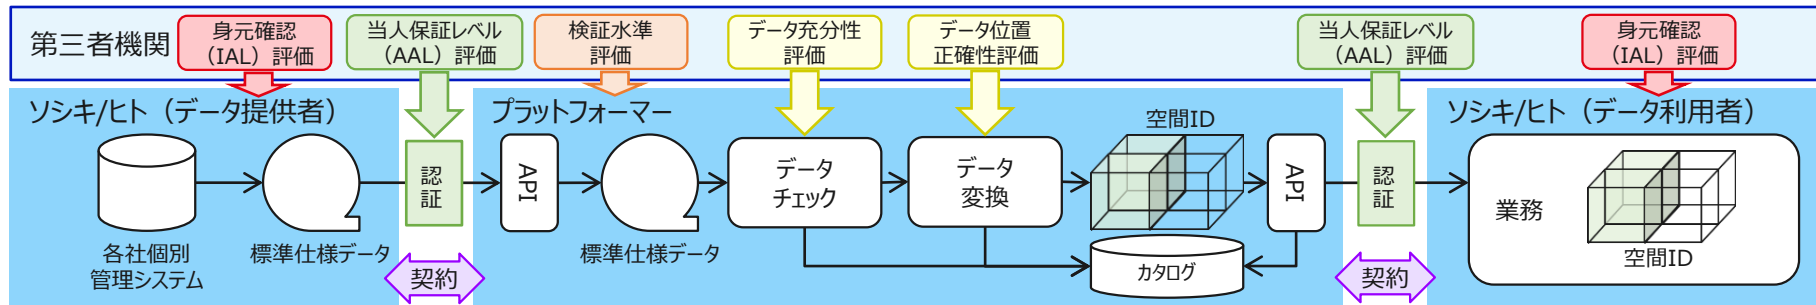 第三者機関
身元確認
（IAL）評価
当人保証レベル
（AAL）評価
検証水準
評価
データ充分性
評価
データ位置
正確性評価
当人保証レベル
（AAL）評価
身元確認
（IAL）評価
ソシキ/ヒト（データ提供者）
プラットフォーマー
ソシキ/ヒト（データ利用者）
各社個別
管理システム
標準仕様データ
認証
契約
API
標準仕様データ
データ
チェック
データ
変換
空間ID
カタログ
API
認証
契約
業務
空間ID